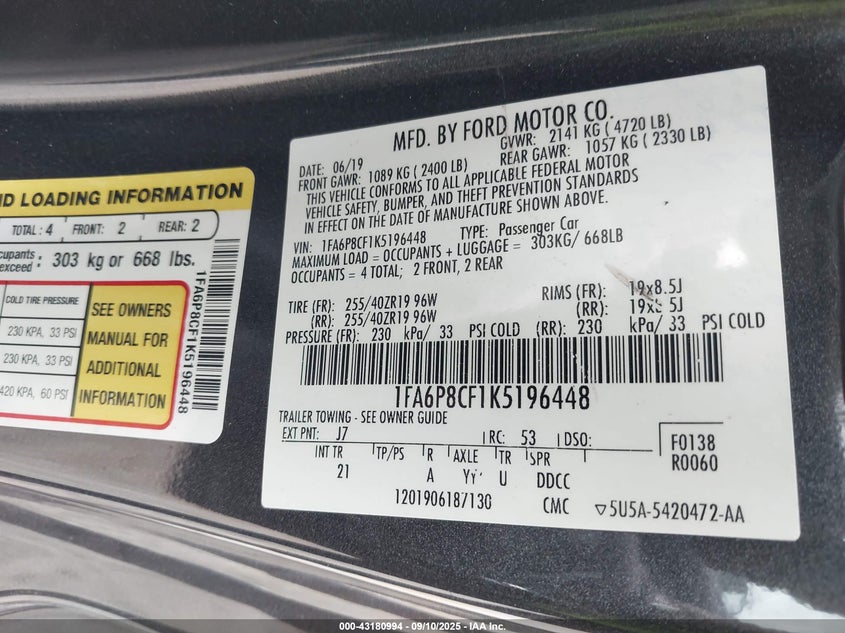 ND LOADING INFORMATION
TOTAL: 4 FRONT: 2 REAR: 2
cupants exceed : 303 kg or 668 lbs.
COLD TIRE PRESSURE
230 KPA, 33 PSI
230 KPA, 33 PSI
420 KPA, 60 PSI
SEE OWNERS
MANUAL FOR
ADDITIONAL
INFORMATION
1FA6P8CF1K5196448
MFD. BY FORD MOTOR CO.
DATE: 06/19 GVWR: 2141 KG ( 4720 LB)
FRONT GAWR: 1089 KG ( 2400 LB) REAR GAWR: 1057 KG ( 2330 LB)
THIS VEHICLE CONFORMS TO ALL APPLICABLE FEDERAL MOTOR
VEHICLE SAFETY, BUMPER, AND THEFT PREVENTION STANDARDS
IN EFFECT ON THE DATE OF MANUFACTURE SHOWN ABOVE.
VIN: 1FA6P8CF1K5196448 TYPE: Passenger Car
MAXIMUM LOAD = OCCUPANTS + LUGGAGE = 303KG/ 668LB
OCCUPANTS = 4 TOTAL; 2 FRONT, 2 REAR
TIRE (FR): 255/40ZR19 96W RIMS (FR): 19x8.5J
(RR): 255/40ZR19 96W (RR): 19x8.5J
PRESSURE (FR): 230 kPa/ 33 PSI COLD (RR): 230 kPa/ 33 PSI COLD
1FA6P8CF1K5196448
TRAILER TOWING - SEE OWNER GUIDE
EXT PNT: J7 RC: 53 DSO: F0138
INT TR TP/PS R AXLE TR SPR R0060
21 A YY U DDCC
1201906187130 CMC ▽5U5A-5420472-AA
000-43180994 - 09/10/2025 - IAA Inc.